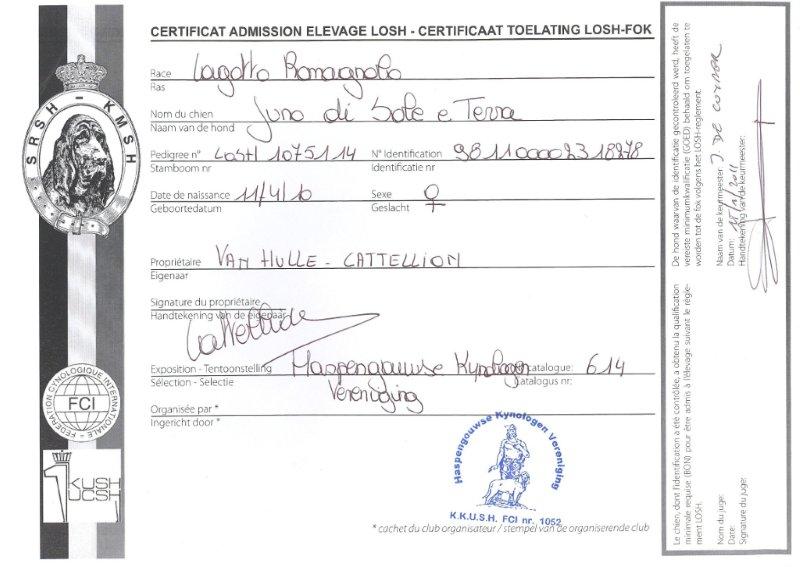 CERTIFICAT ADMISSION ELEVAGE LOSH - CERTIFICAAT TOELATING LOSH-FOK
Race Lagotto Romagnolo
Ras
Nom du chien Juno di Sole e Terra
Naam van de hond
Pedigree n° LOSH 1075114 N° Identification 981100002318278
Stamboom nr Identificatie nr
Date de naissance 11/4/10 Sexe ♀
Geboortedatum Geslacht
Propriétaire VAN HULLE - CATTELLION
Eigenaar
Signature du propriétaire
Handtekening van de eigenaar
Exposition - Tentoonstelling Haspengouwse Kynologen catalogue: 614
Sélection - Selectie Vereniging Catalogus nr:
Organisée par *
Ingericht door *
Haspengouwse Kynologen Vereniging
K.K.U.S.H. FCI nr. 1052
* cachet du club organisateur / stempel van de organiserende club
SRSH - KMSH
FEDERATION CYNOLOGIQUE INTERNATIONALE
FCI
KUSH
UCSH
De hond waarvan de identificatie gecontroleerd werd, heeft de
vereiste minimumkwalificatie (GOED) behaald om toegelaten te
worden tot de fok volgens het LOSH-reglement.
Naam van de keurmeester: J. DE
Datum: /2011
Handtekening van de keurmeester:
Le chien, dont l'identification a été contrôlée, a obtenu la qualification
minimale requise (BON) pour être admis à l'élevage suivant le règle-
ment LOSH.
Nom du juge:
Date:
Signature du juge: